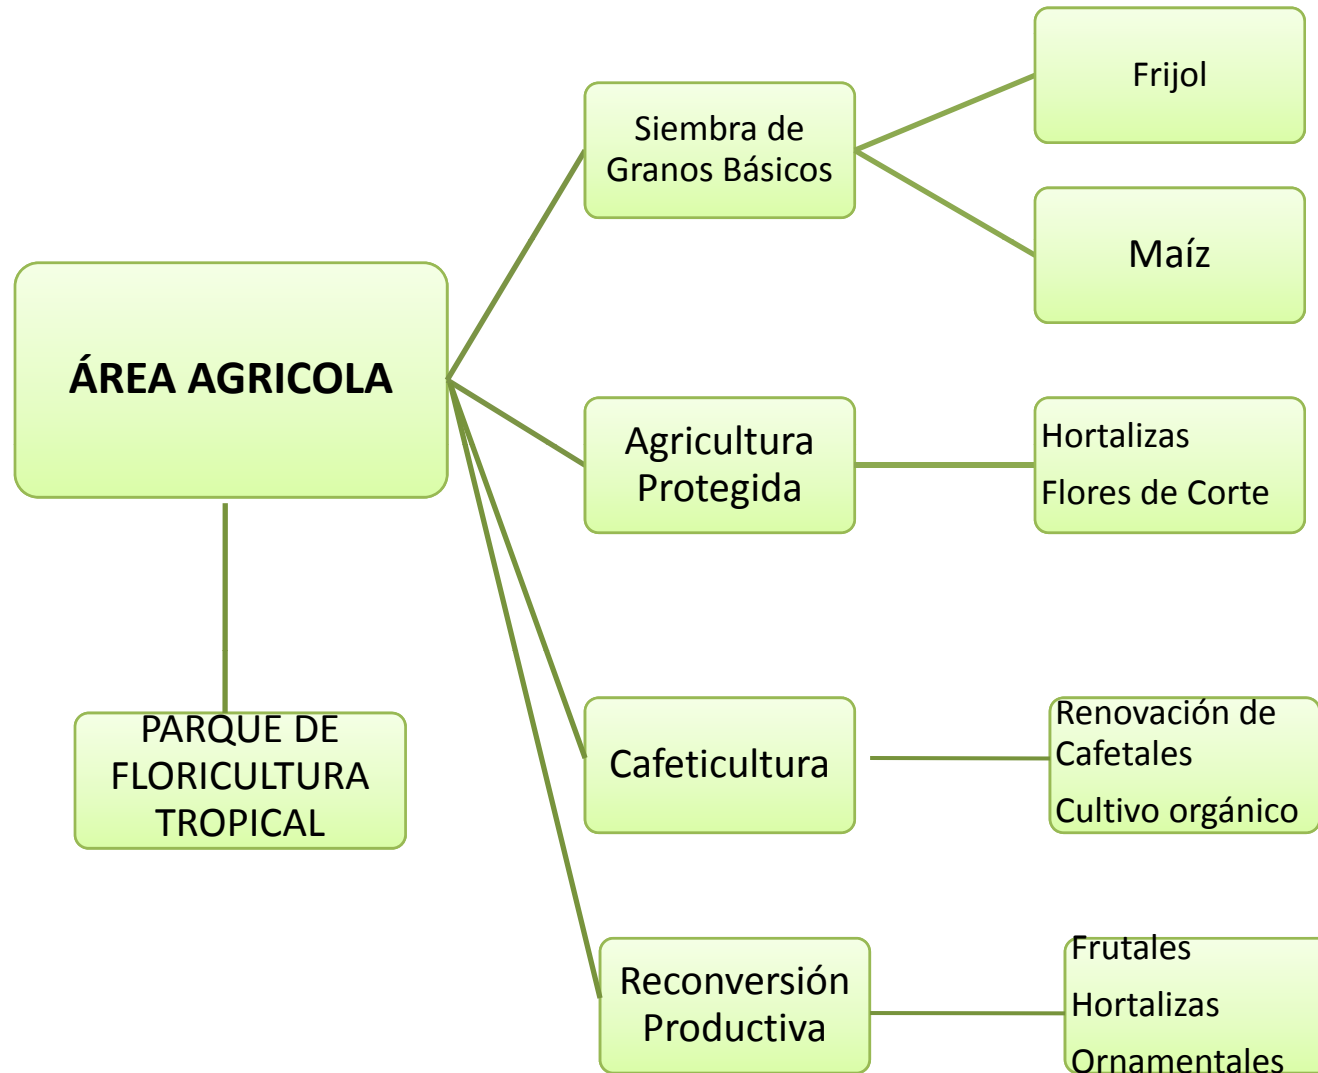 ÁREA AGRICOLA
PARQUE DE
FLORICULTURA
TROPICAL
Siembra de
Granos Básicos
Frijol
Maíz
Agricultura
Protegida
Hortalizas
Flores de Corte
Cafeticultura
Renovación de
Cafetales
Cultivo orgánico
Reconversión
Productiva
Frutales
Hortalizas
Ornamentales